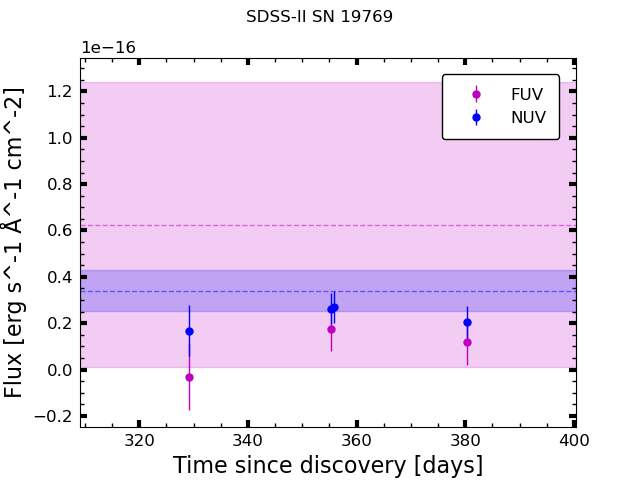 SDSS-II SN 19769
1e−16
FUV
NUV
1.2
1.0
0.8
0.6
0.4
0.2
0.0
−0.2
320 340 360 380 400
Flux [erg s^-1 Å^-1 cm^-2]
Time since discovery [days]